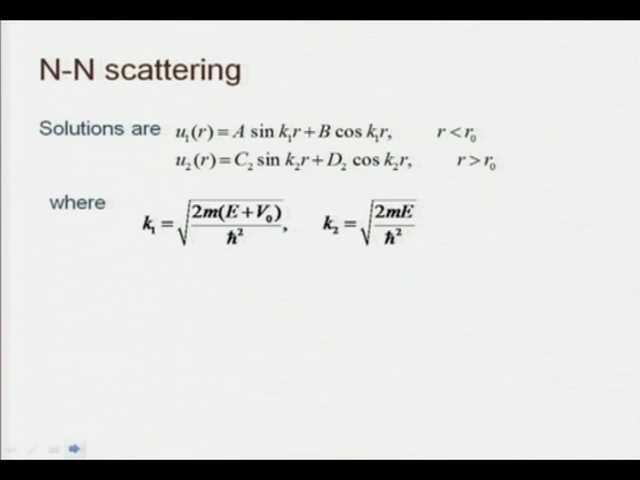 N-N scattering
Solutions are u₁(r) = A sin k₁r + B cos k₁r, r < r₀
u₂(r) = C₂ sin k₂r + D₂ cos k₂r, r > r₀
where k₁ = √(2m(E + V₀)/ħ²), k₂ = √(2mE/ħ²)